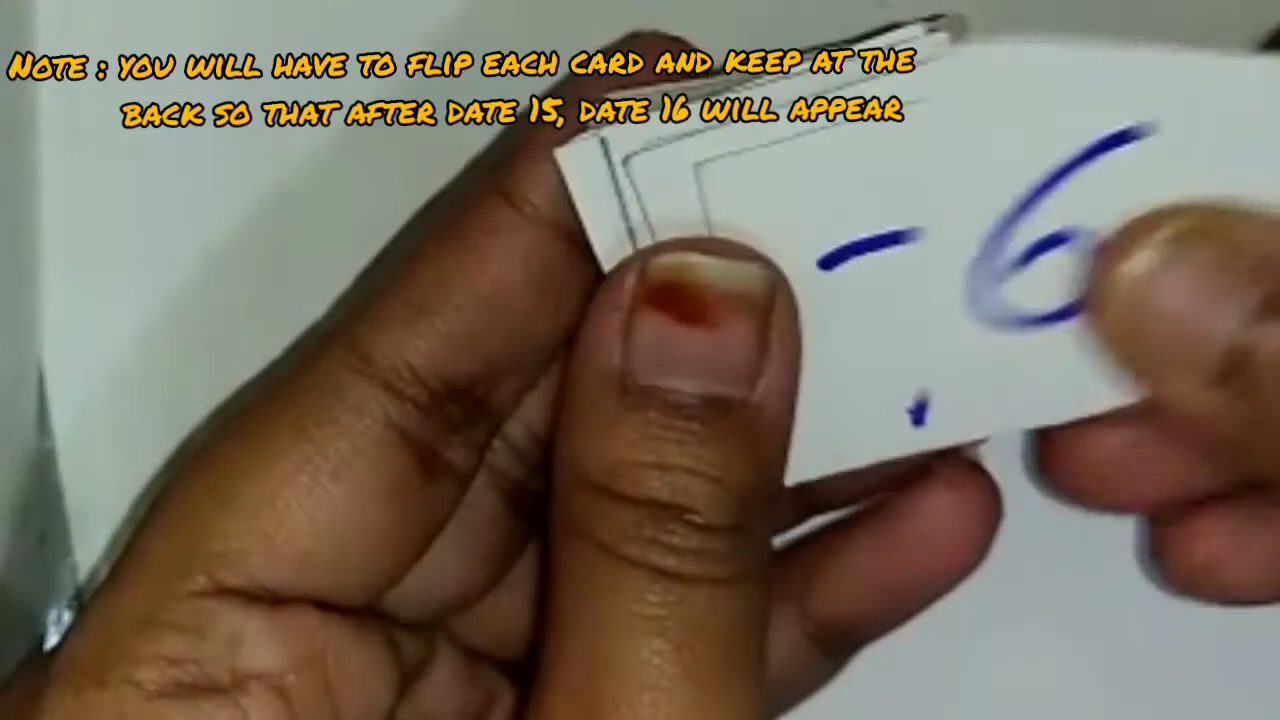 NOTE : YOU WILL HAVE TO FLIP EACH CARD AND KEEP AT THE
BACK SO THAT AFTER DATE 15, DATE 16 WILL APPEAR
- 6